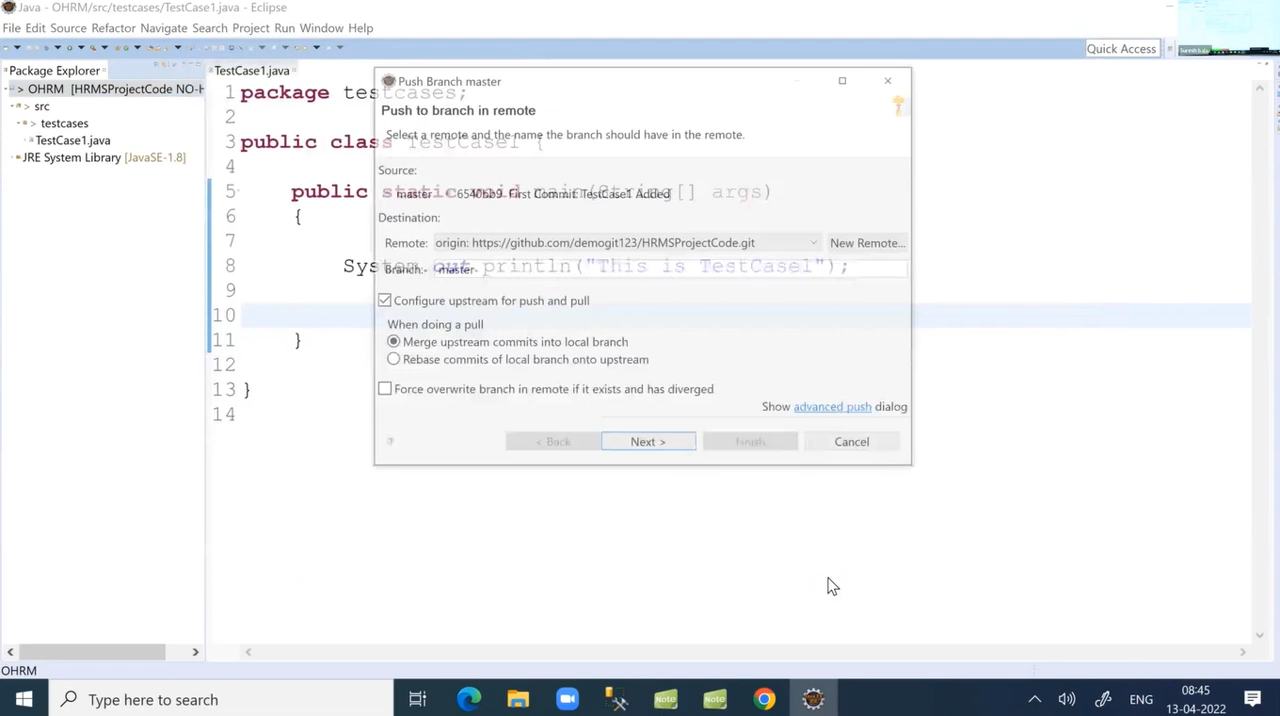 Java - OHRM/src/testcases/TestCase1.java - Eclipse
File Edit Source Refactor Navigate Search Project Run Window Help
Quick Access
Package Explorer
> OHRM [HRMSProjectCode NO-H
src
testcases
TestCase1.java
JRE System Library [JavaSE-1.8]
TestCase1.java
1 package testcases;
2
3 public class TestCase1 {
4
5 public static void main(String[] args)
6 {
7
8 System.out.println("This is TestCase1");
9
10
11 }
12
13 }
14
Push Branch master
Push to branch in remote
Select a remote and the name the branch should have in the remote.
Source:
master First Commit: TestCase1 Added
Destination:
Remote: origin: https://github.com/demogit123/HRMSProjectCode.git New Remote...
Branch: master
Configure upstream for push and pull
When doing a pull
Merge upstream commits into local branch
Rebase commits of local branch onto upstream
Force overwrite branch in remote if it exists and has diverged
Show advanced push dialog
< Back Next > Finish Cancel
OHRM
Type here to search
Note
Note
ENG
08:45
13-04-2022